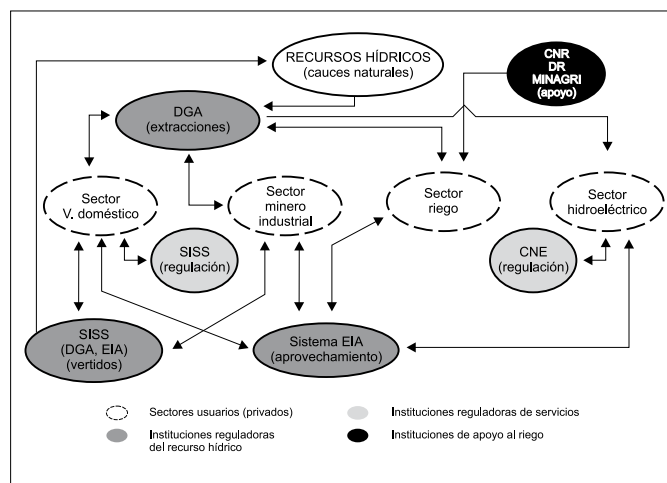 RECURSOS HÍDRICOS
(cauces naturales)
CNR
DR
MINAGRI
(apoyo)
DGA
(extracciones)
Sector
V. doméstico
Sector
minero
industrial
Sector
riego
Sector
hidroeléctrico
SISS
(regulación)
CNE
(regulación)
SISS
(DGA, EIA)
(vertidos)
Sistema EIA
(aprovechamiento)
Sectores usuarios (privados)
Instituciones reguladoras de servicios
Instituciones reguladoras
del recurso hídrico
Instituciones de apoyo al riego